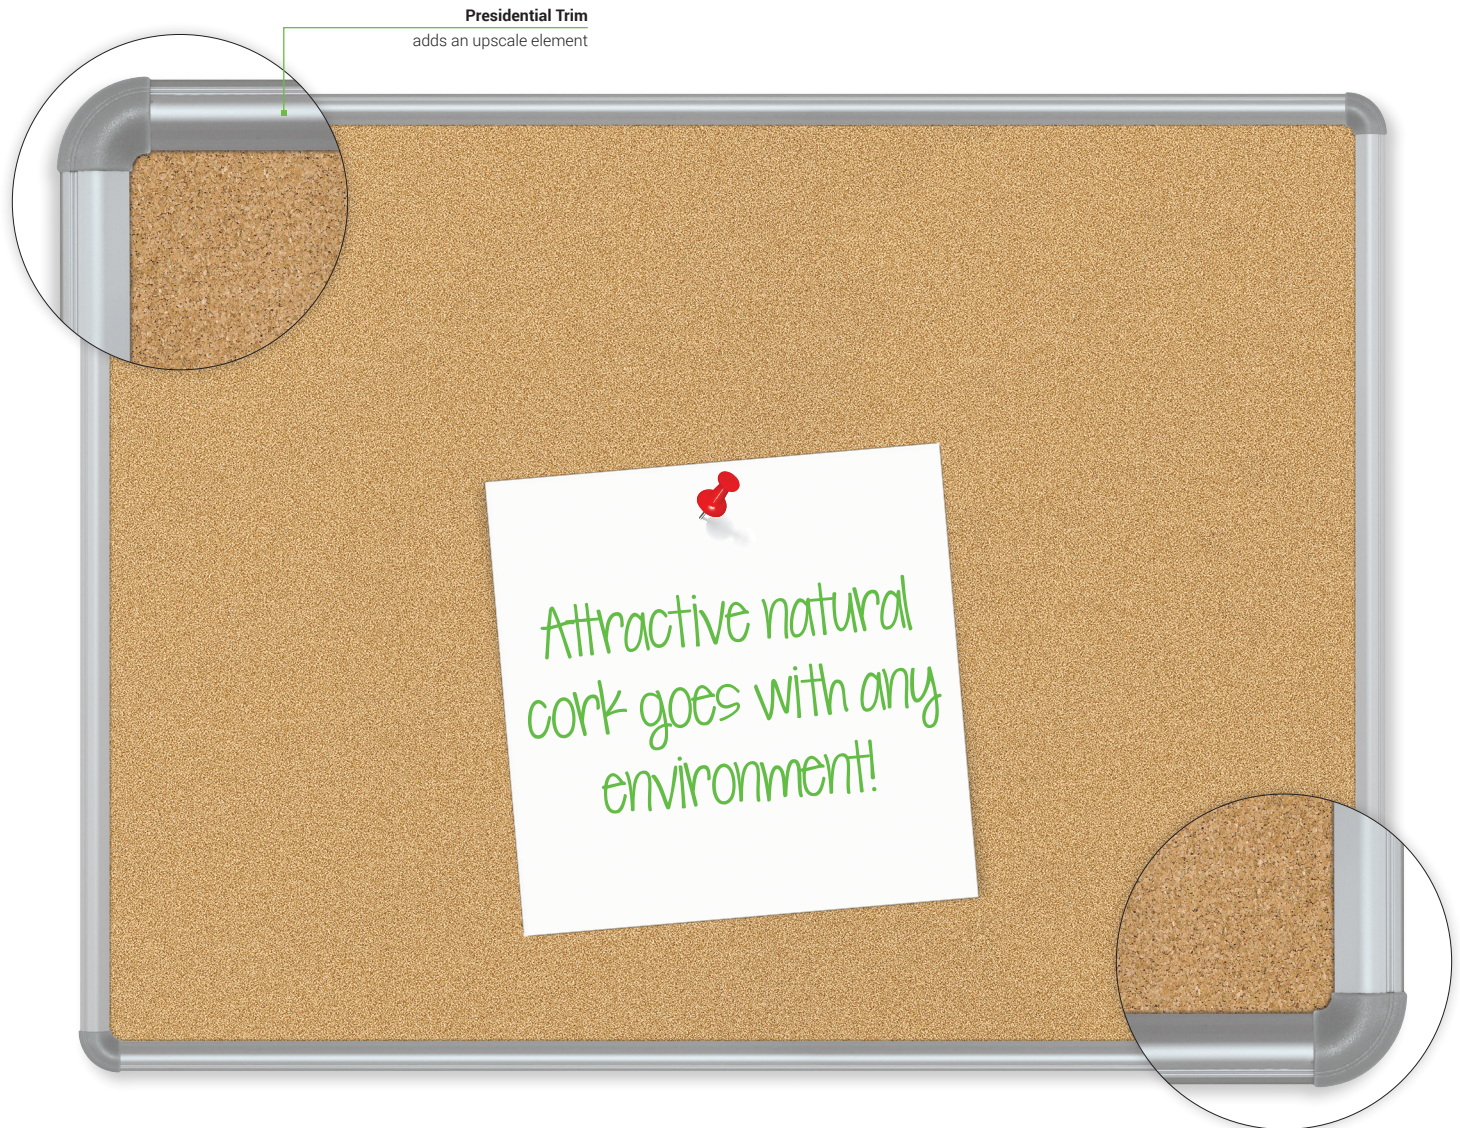 Presidential Trim
adds an upscale element
Attractive natural
cork goes with any
environment!